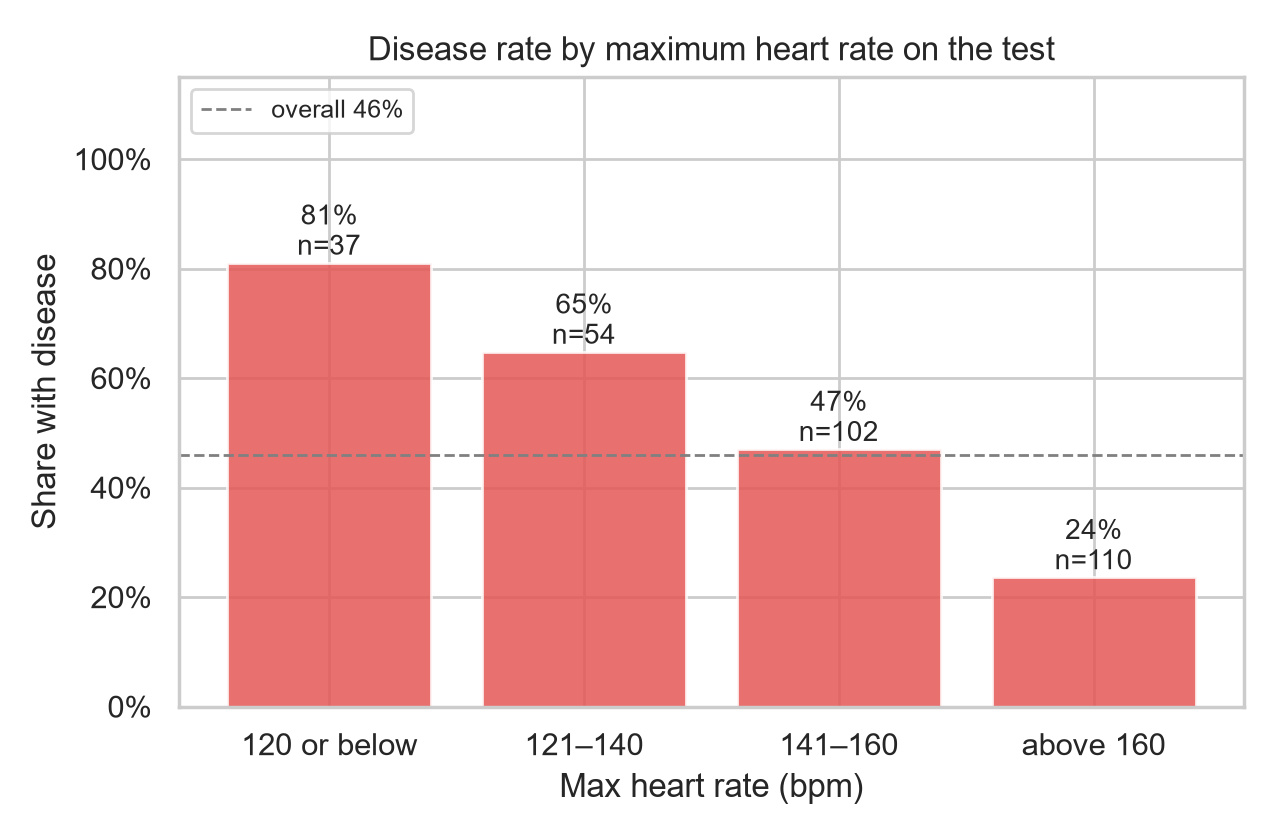 Disease rate by maximum heart rate on the test
overall 46%
100%
80%
60%
40%
20%
0%
Share with disease
81%
n=37
65%
n=54
47%
n=102
24%
n=110
120 or below
121–140
141–160
above 160
Max heart rate (bpm)